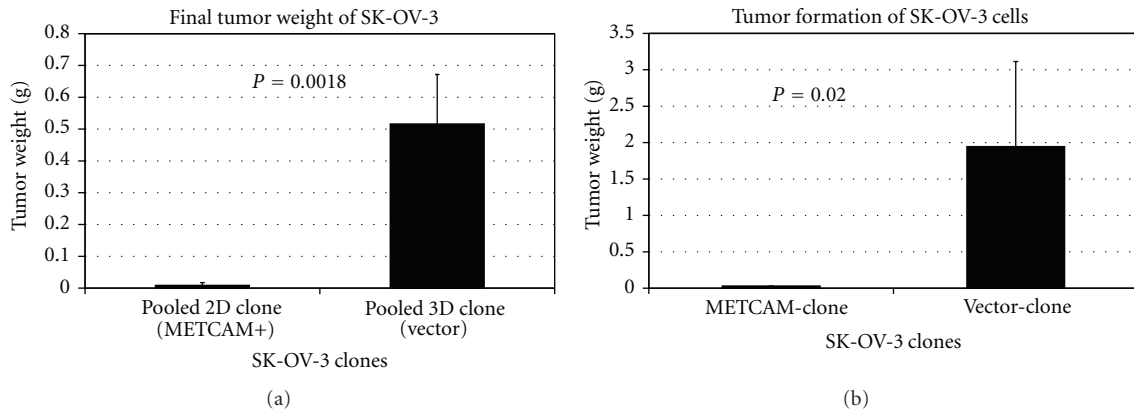 Final tumor weight of SK-OV-3
0.8
0.7
0.6
0.5
0.4
0.3
0.2
0.1
0
Tumor weight (g)
P = 0.0018
Pooled 2D clone
(METCAM+)
Pooled 3D clone
(vector)
SK-OV-3 clones
(a)
Tumor formation of SK-OV-3 cells
3.5
3
2.5
2
1.5
1
0.5
0
Tumor weight (g)
P = 0.02
METCAM-clone
Vector-clone
SK-OV-3 clones
(b)